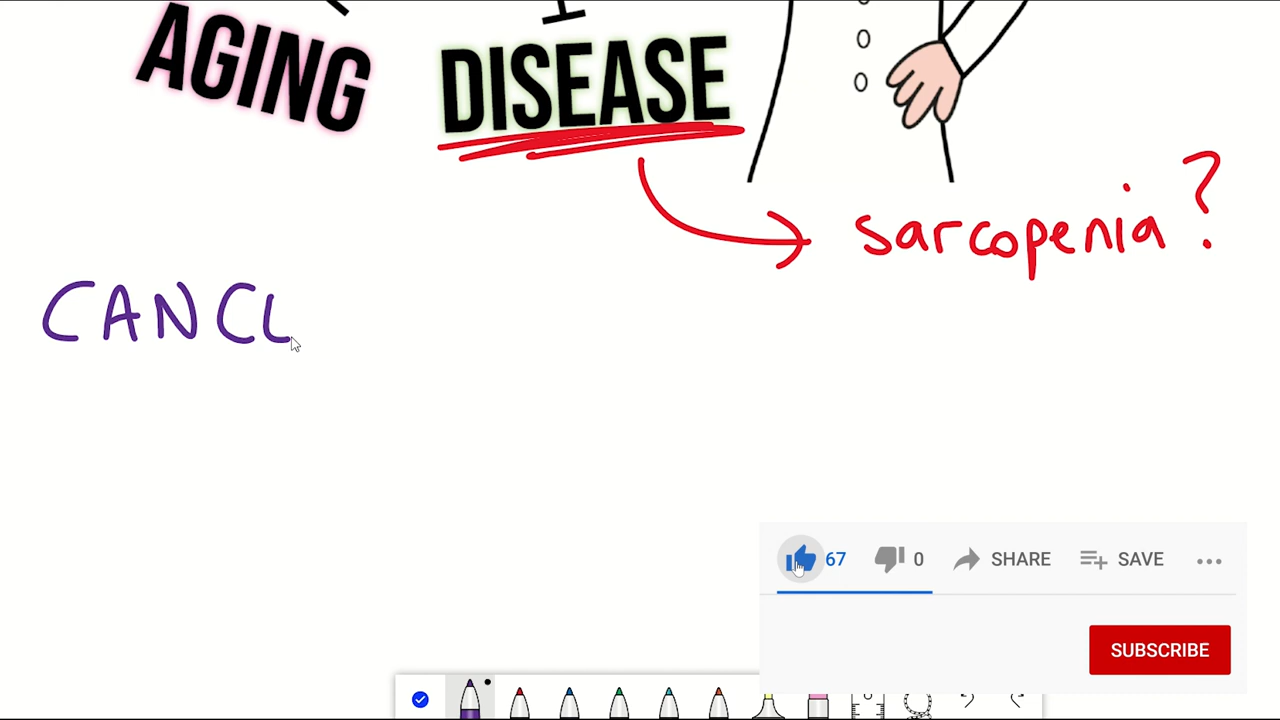 AGING
DISEASE
sarcopenia?
CANCL
67 0 SHARE SAVE
SUBSCRIBE